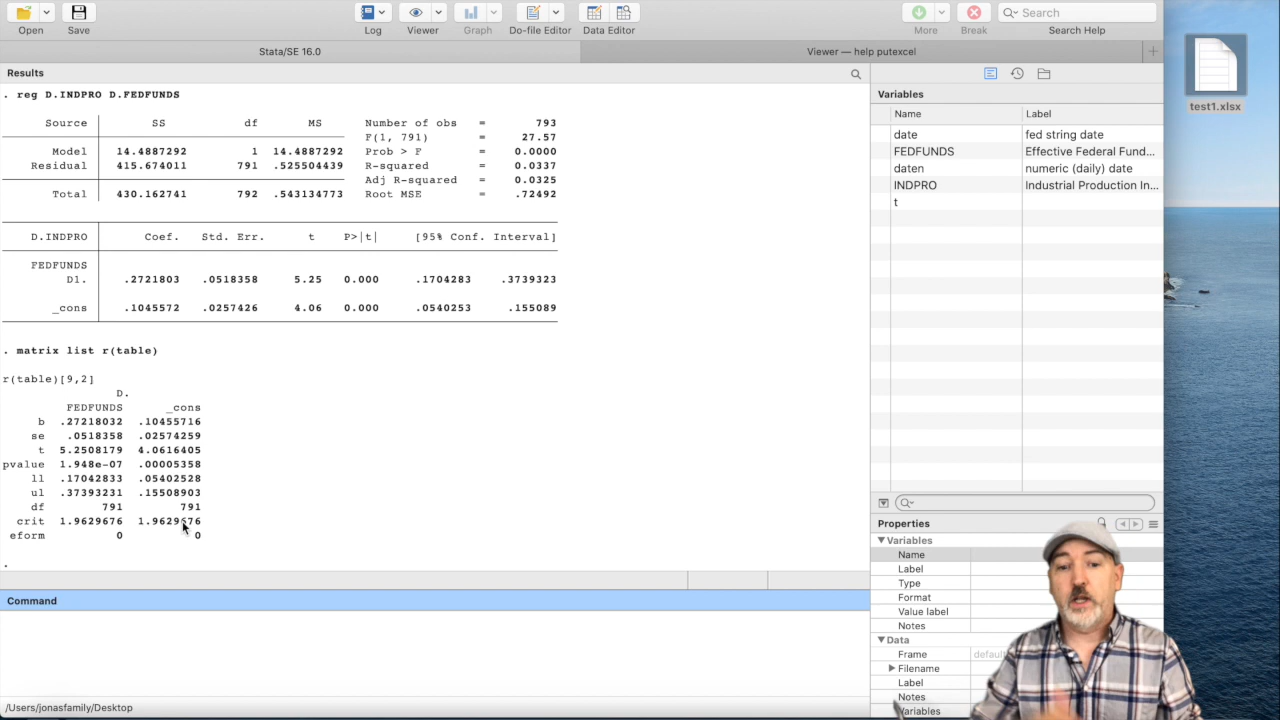 Open
Save
Log
Viewer
Graph
Do-file Editor
Data Editor
More
Break
Search
Search Help
Stata/SE 16.0
Viewer — help putexcel
Results
. reg D.INDPRO D.FEDFUNDS
Source SS df MS Number of obs = 793
F(1, 791) = 27.57
Model 14.4887292 1 14.4887292 Prob > F = 0.0000
Residual 415.674011 791 .525504439 R-squared = 0.0337
Adj R-squared = 0.0325
Total 430.162741 792 .543134773 Root MSE = .72492
D.INDPRO Coef. Std. Err. t P>|t| [95% Conf. Interval]
FEDFUNDS
D1. .2721803 .0518358 5.25 0.000 .1704283 .3739323
_cons .1045572 .0257426 4.06 0.000 .0540253 .155089
. matrix list r(table)
r(table)[9,2]
D.
FEDFUNDS _cons
b .27218032 .10455716
se .0518358 .02574259
t 5.2508179 4.0616405
pvalue 1.948e-07 .00005358
ll .17042833 .05402528
ul .37393231 .15508903
df 791 791
crit 1.9629676 1.9629676
eform 0 0
.
Command
/Users/jonasfamily/Desktop
Variables
Name Label
date fed string date
FEDFUNDS Effective Federal Fund...
daten numeric (daily) date
INDPRO Industrial Production In...
t
Properties
Variables
Name
Label
Type
Format
Value label
Notes
Data
Frame
Filename
Label
Notes
Variables
test1.xlsx